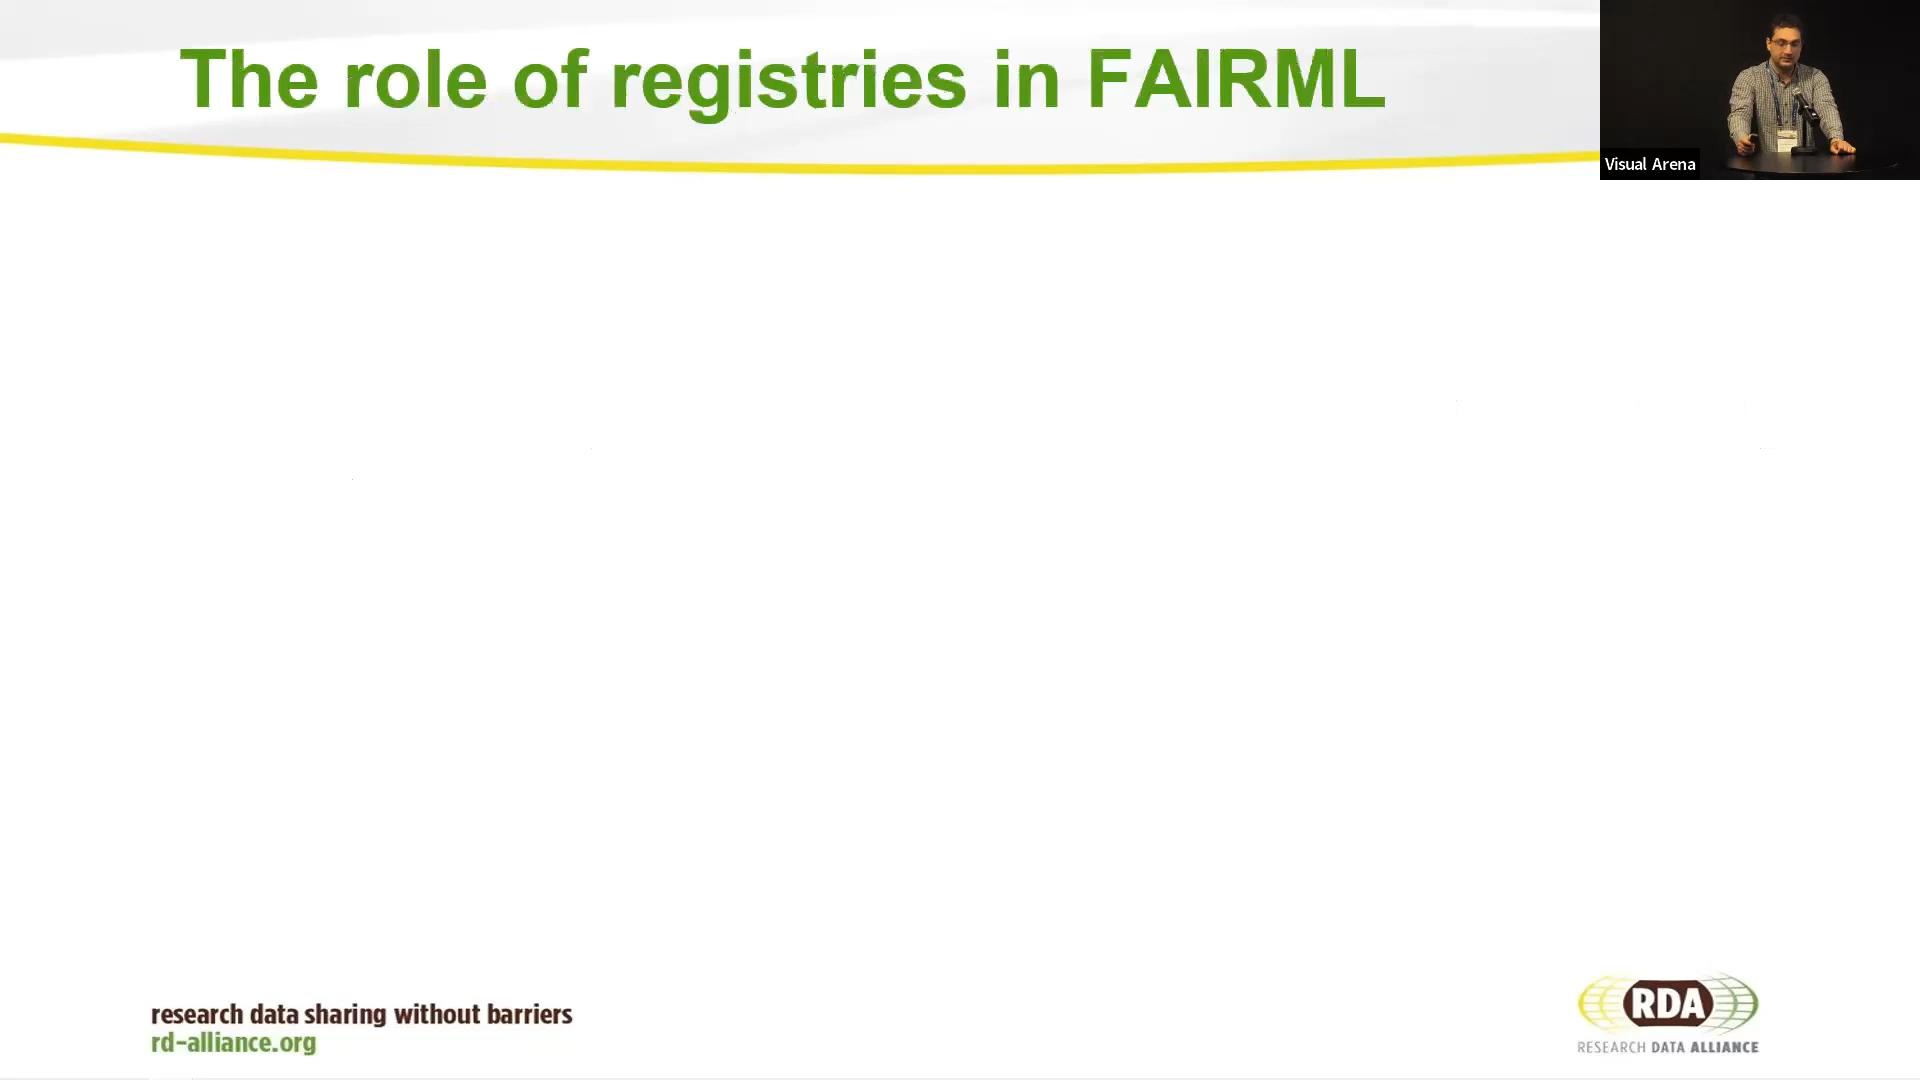 The role of registries in FAIRML
Visual Arena
research data sharing without barriers
rd-alliance.org
RDA
RESEARCH DATA ALLIANCE